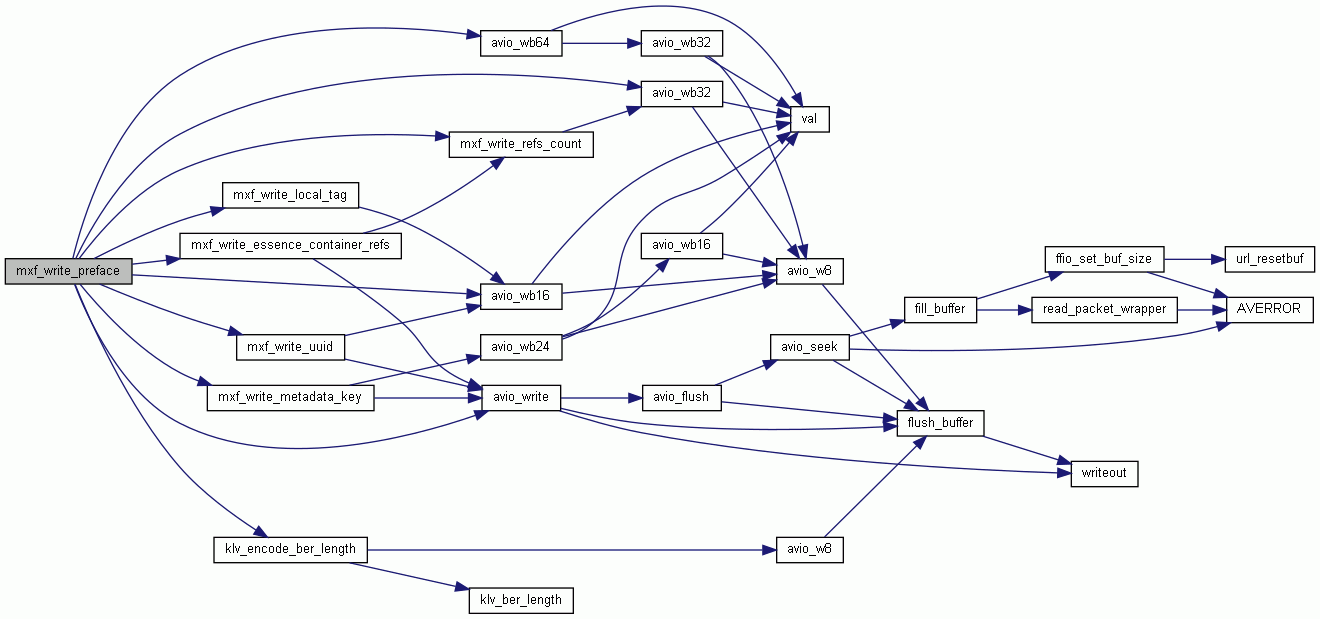 avio_wb64
avio_wb32
avio_wb32
val
mxf_write_refs_count
mxf_write_local_tag
mxf_write_essence_container_refs
avio_wb16
mxf_write_preface
avio_w8
ffio_set_buf_size
url_resetbuf
avio_wb16
fill_buffer
read_packet_wrapper
AVERROR
mxf_write_uuid
avio_wb24
avio_seek
mxf_write_metadata_key
avio_write
avio_flush
flush_buffer
writeout
klv_encode_ber_length
avio_w8
klv_ber_length